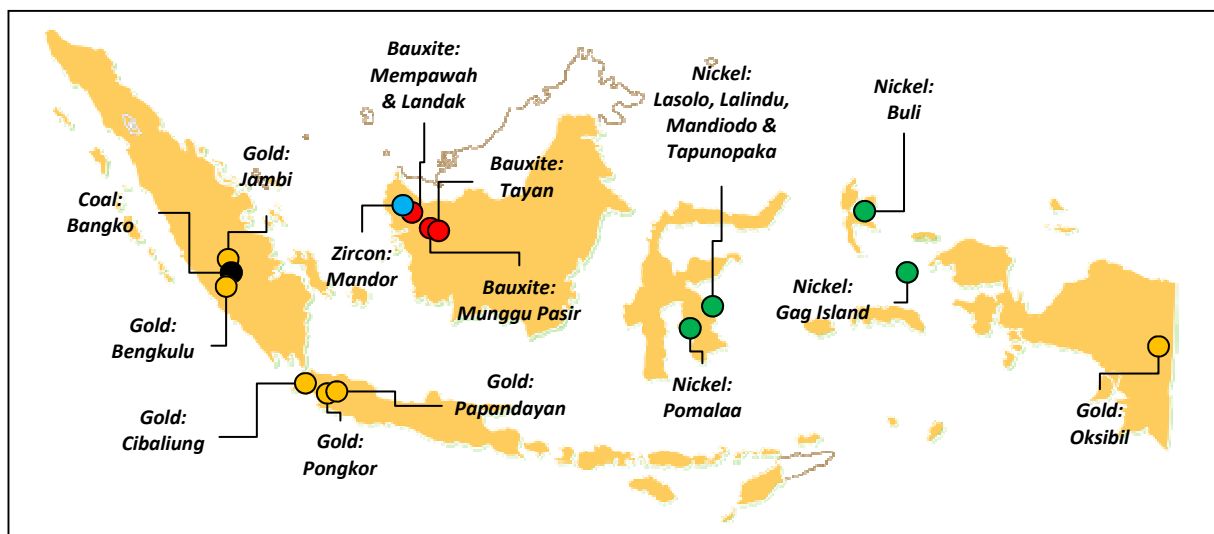 Bauxite:
Mempawah
& Landak
Nickel:
Lasolo, Lalindu,
Mandiodo &
Tapunopaka
Nickel:
Buli
Gold:
Jambi
Bauxite:
Tayan
Coal:
Bangko
Zircon:
Mandor
Bauxite:
Munggu Pasir
Nickel:
Gag Island
Gold:
Bengkulu
Gold:
Cibaliung
Gold:
Pongkor
Gold:
Papandayan
Nickel:
Pomalaa
Gold:
Oksibil